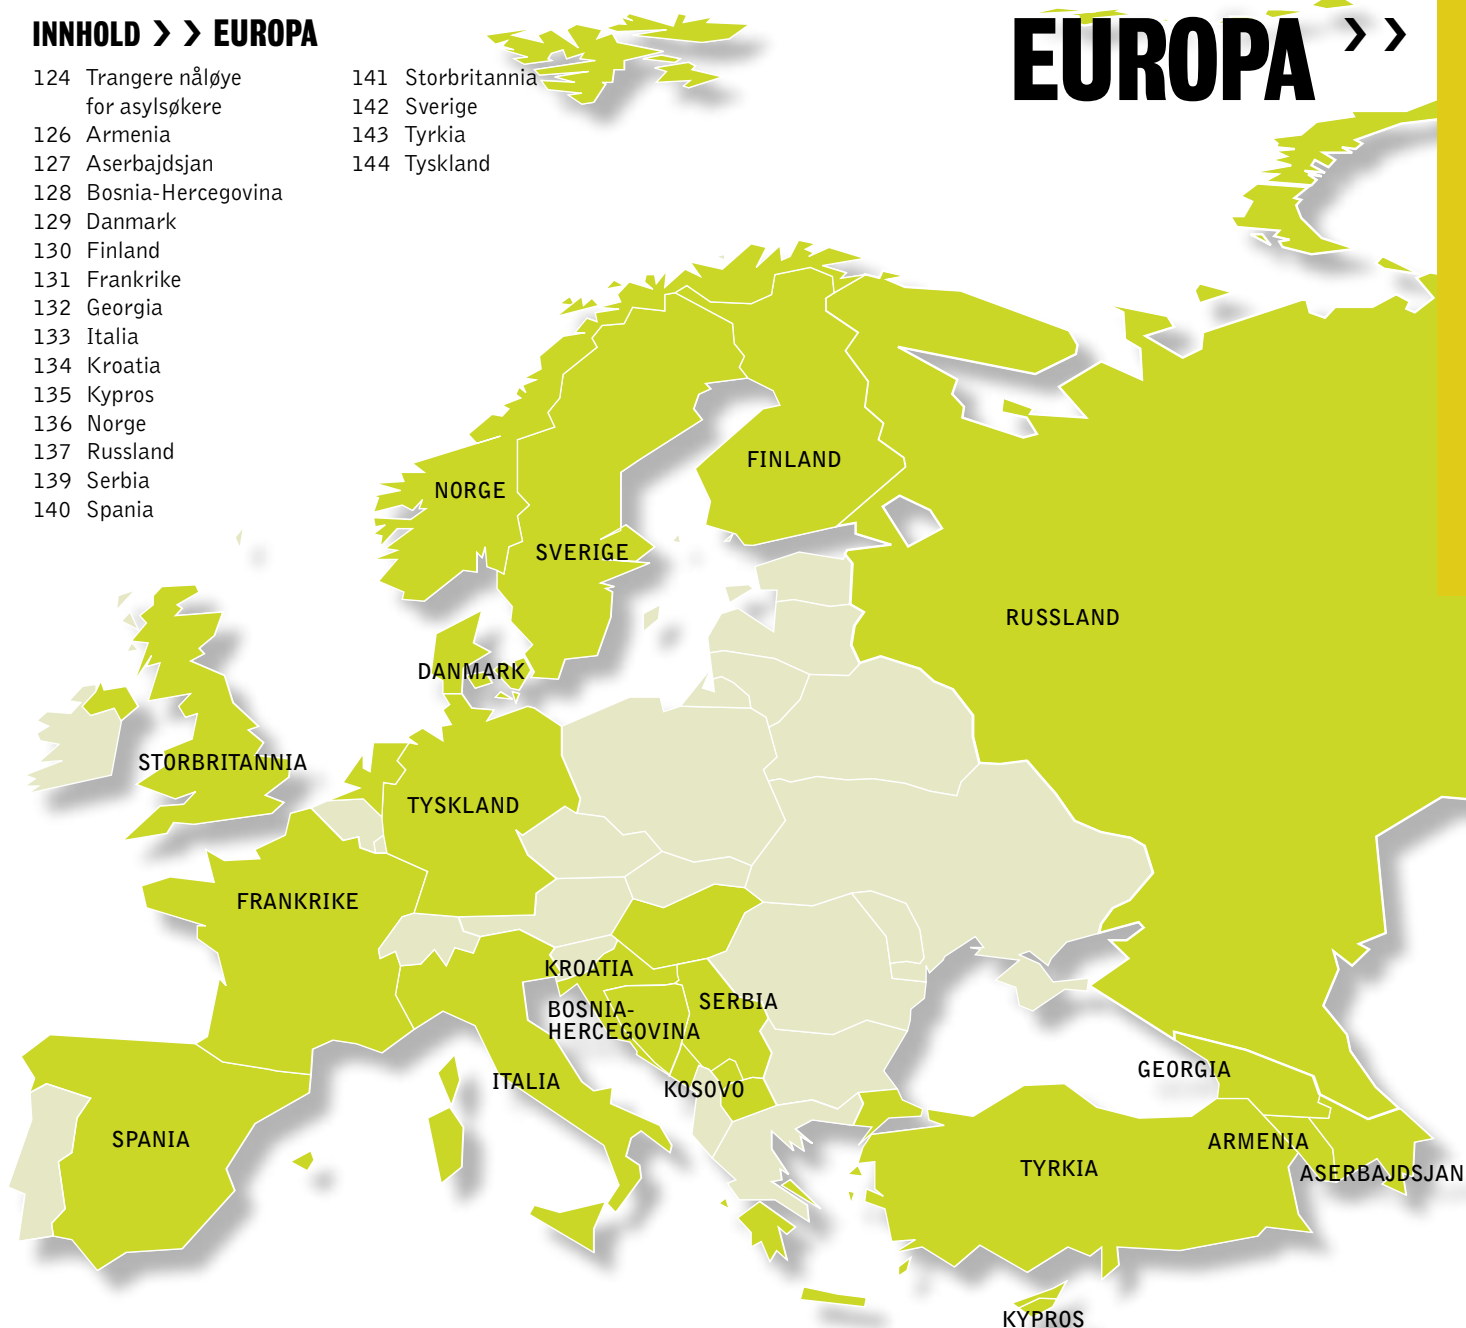 INNHOLD › › EUROPA
124 Trangere nåløye
for asylsøkere
126 Armenia
127 Aserbajdsjan
128 Bosnia-Hercegovina
129 Danmark
130 Finland
131 Frankrike
132 Georgia
133 Italia
134 Kroatia
135 Kypros
136 Norge
137 Russland
139 Serbia
140 Spania
141 Storbritannia
142 Sverige
143 Tyrkia
144 Tyskland
EUROPA ››
FINLAND
NORGE
SVERIGE
RUSSLAND
DANMARK
STORBRITANNIA
TYSKLAND
FRANKRIKE
KROATIA
SERBIA
BOSNIA-
HERCEGOVINA
GEORGIA
ITALIA
KOSOVO
SPANIA
ARMENIA
TYRKIA
ASERBAJDSJAN
KYPROS